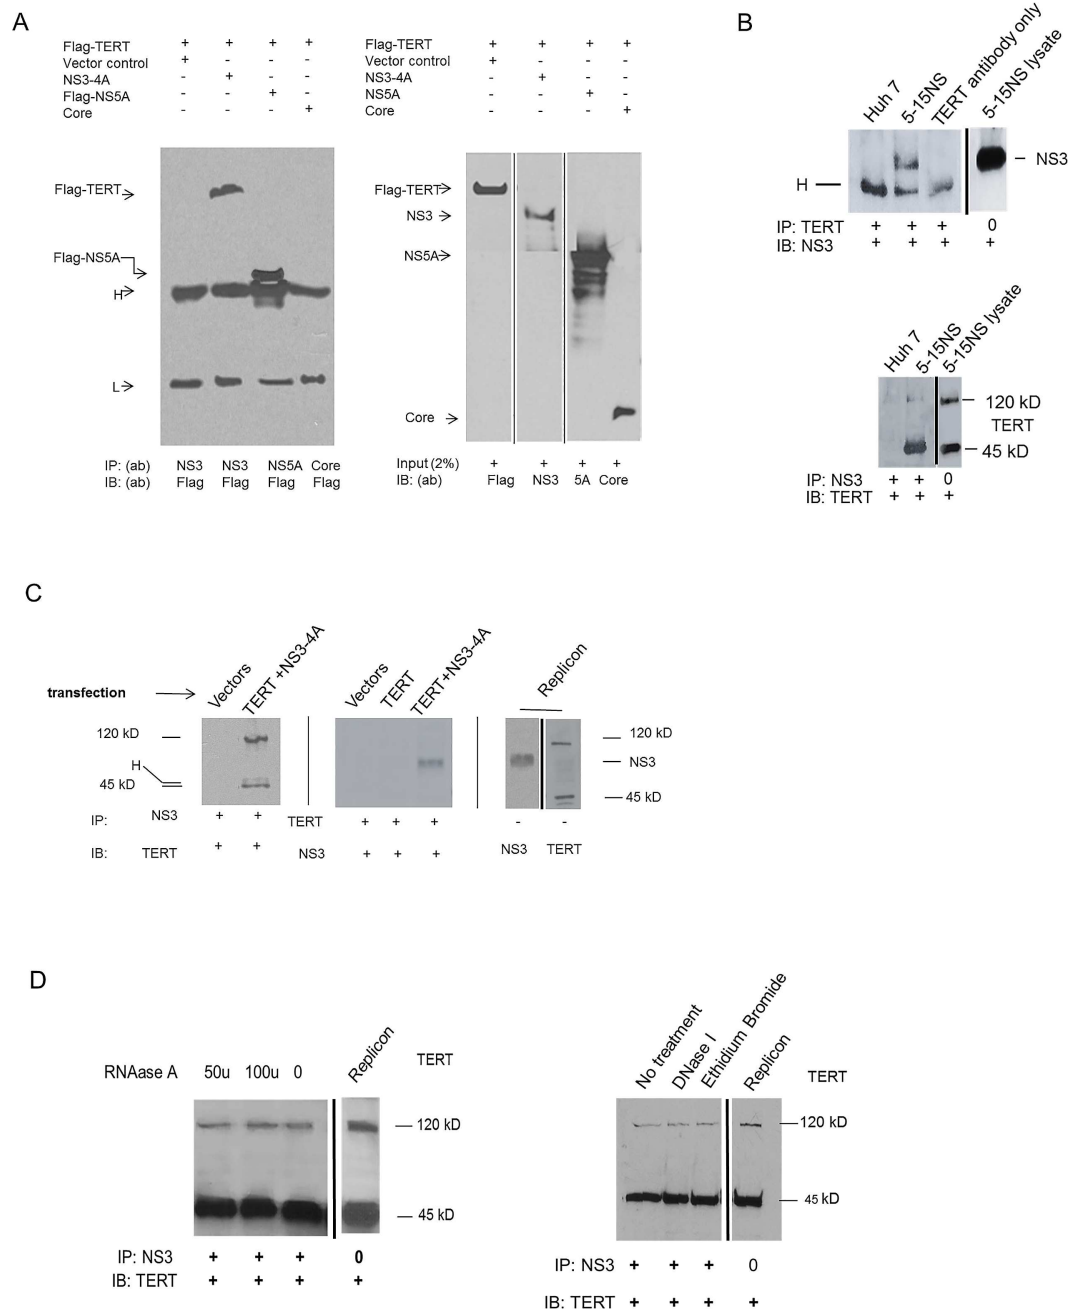 A
Flag-TERT + + + +
Vector control + - - -
NS3-4A - + - -
Flag-NS5A - - + -
Core - - - +
Flag-TERT
Flag-NS5A
H
L
IP: (ab) NS3 NS3 NS5A Core
IB: (ab) Flag Flag Flag Flag
Flag-TERT + + + +
Vector control + - - -
NS3-4A - + - -
NS5A - - + -
Core - - - +
Flag-TERT
NS3
NS5A
Core
Input (2%) + + + +
IB: (ab) Flag NS3 5A Core
B
Huh 7 5-15NS TERT antibody only 5-15NS lysate
H
NS3
IP: TERT + + + 0
IB: NS3 + + + +
Huh 7 5-15NS 5-15NS lysate
120 kD
TERT
45 kD
IP: NS3 + + 0
IB: TERT + + +
C
transfection
Vectors TERT +NS3-4A
Vectors TERT TERT+NS3-4A
Replicon
120 kD
H
45 kD
120 kD
NS3
45 kD
IP: NS3 + + TERT + + + - -
IB: TERT + + NS3 + + + NS3 TERT
D
RNAase A 50u 100u 0 Replicon
TERT
120 kD
45 kD
IP: NS3 + + + 0
IB: TERT + + + +
No treatment DNase I Ethidium Bromide Replicon
TERT
120 kD
45 kD
IP: NS3 + + + 0
IB: TERT + + + +